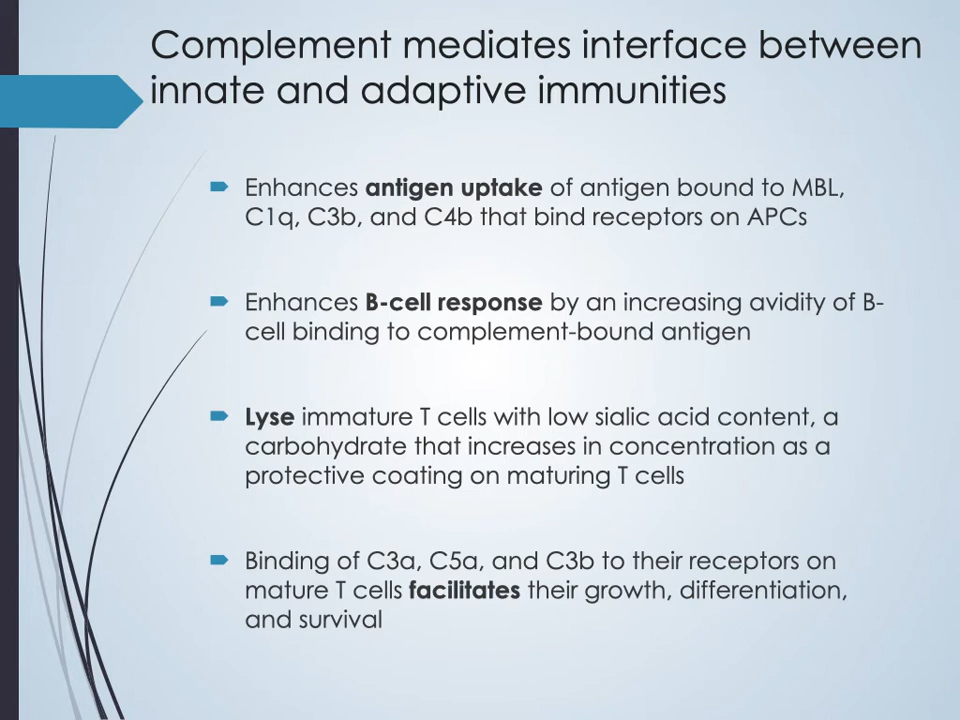 Complement mediates interface between
innate and adaptive immunities
Enhances antigen uptake of antigen bound to MBL,
C1q, C3b, and C4b that bind receptors on APCs
Enhances B-cell response by an increasing avidity of B-
cell binding to complement-bound antigen
Lyse immature T cells with low sialic acid content, a
carbohydrate that increases in concentration as a
protective coating on maturing T cells
Binding of C3a, C5a, and C3b to their receptors on
mature T cells facilitates their growth, differentiation,
and survival